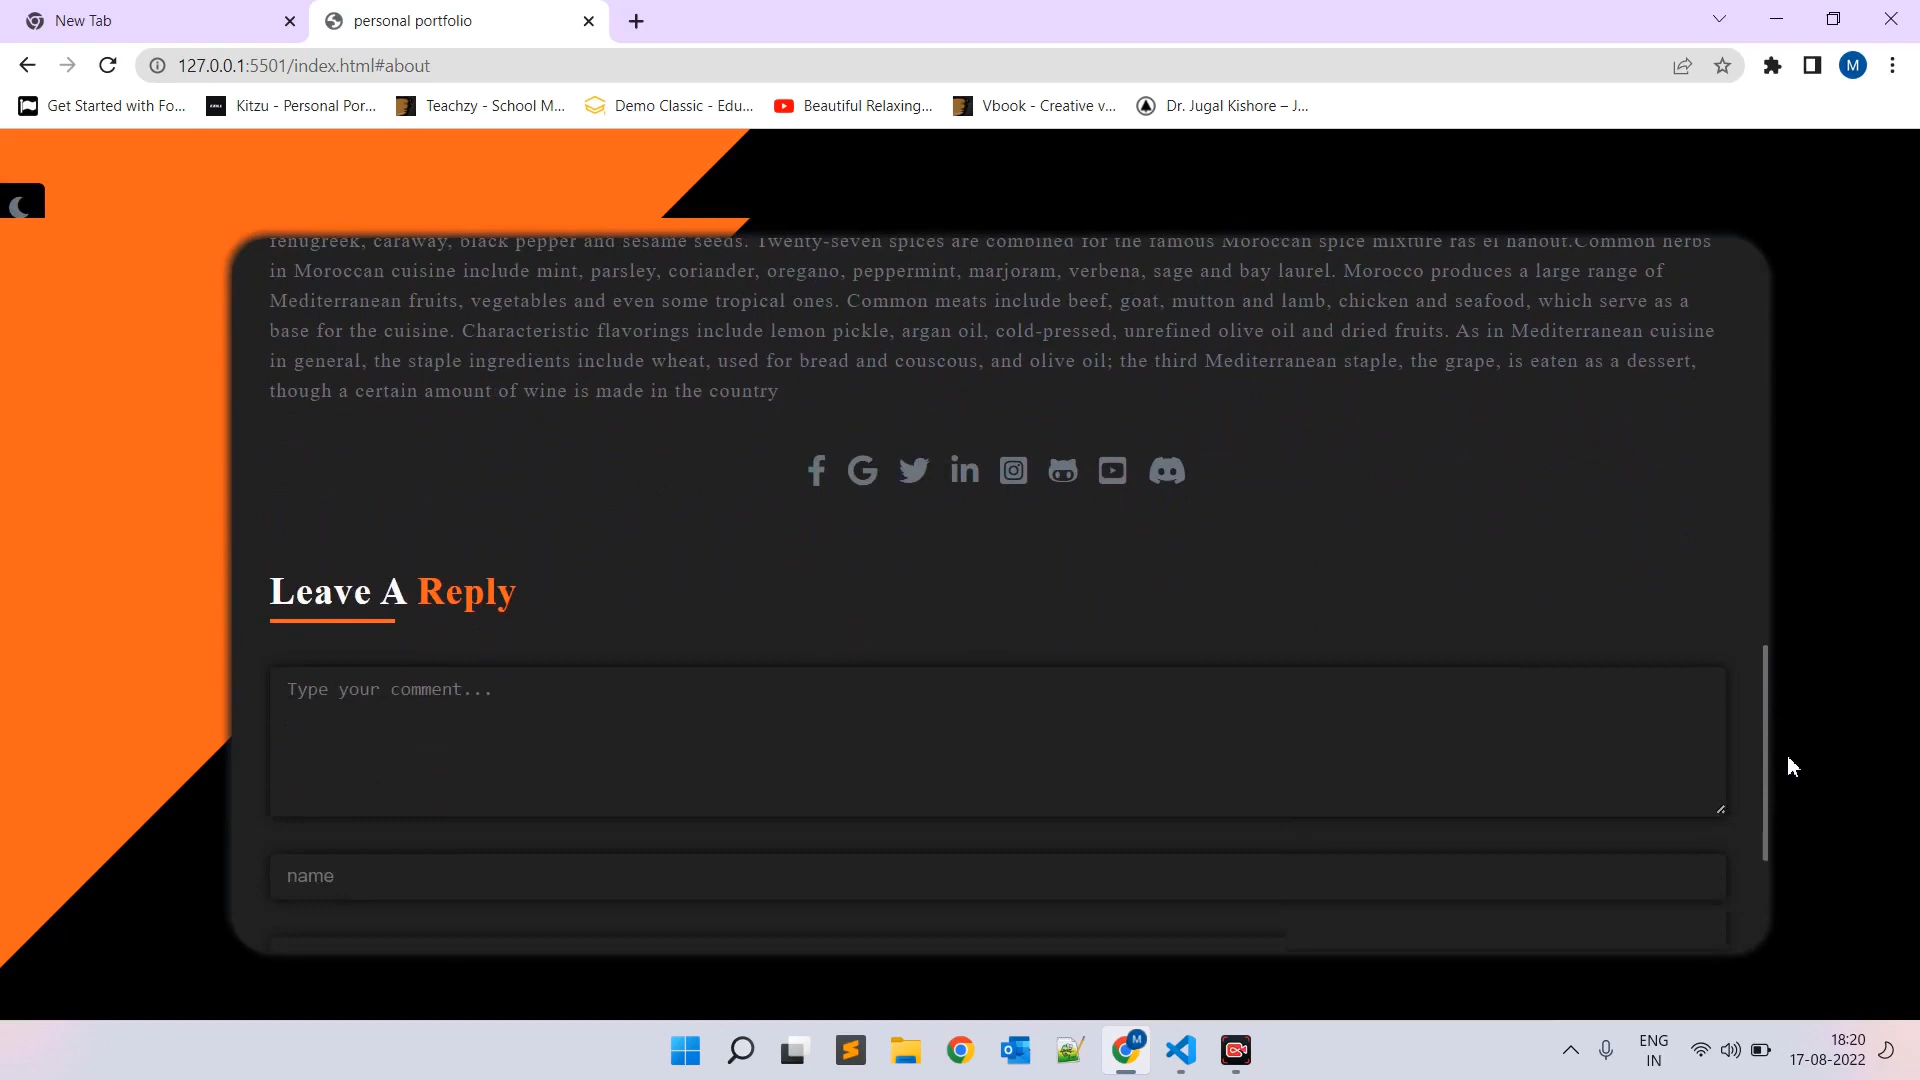 New Tab
personal portfolio
127.0.0.1:5501/index.html#about
M
Get Started with Fo...
Kitzu - Personal Por...
Teachzy - School M...
Demo Classic - Edu...
Beautiful Relaxing...
Vbook - Creative v...
Dr. Jugal Kishore – J...
fenugreek, caraway, black pepper and sesame seeds. Twenty-seven spices are combined for the famous Moroccan spice mixture ras el hanout.Common herbs
in Moroccan cuisine include mint, parsley, coriander, oregano, peppermint, marjoram, verbena, sage and bay laurel. Morocco produces a large range of
Mediterranean fruits, vegetables and even some tropical ones. Common meats include beef, goat, mutton and lamb, chicken and seafood, which serve as a
base for the cuisine. Characteristic flavorings include lemon pickle, argan oil, cold-pressed, unrefined olive oil and dried fruits. As in Mediterranean cuisine
in general, the staple ingredients include wheat, used for bread and couscous, and olive oil; the third Mediterranean staple, the grape, is eaten as a dessert,
though a certain amount of wine is made in the country
Leave A Reply
Type your comment...
name
M
ENG
IN
18:20
17-08-2022